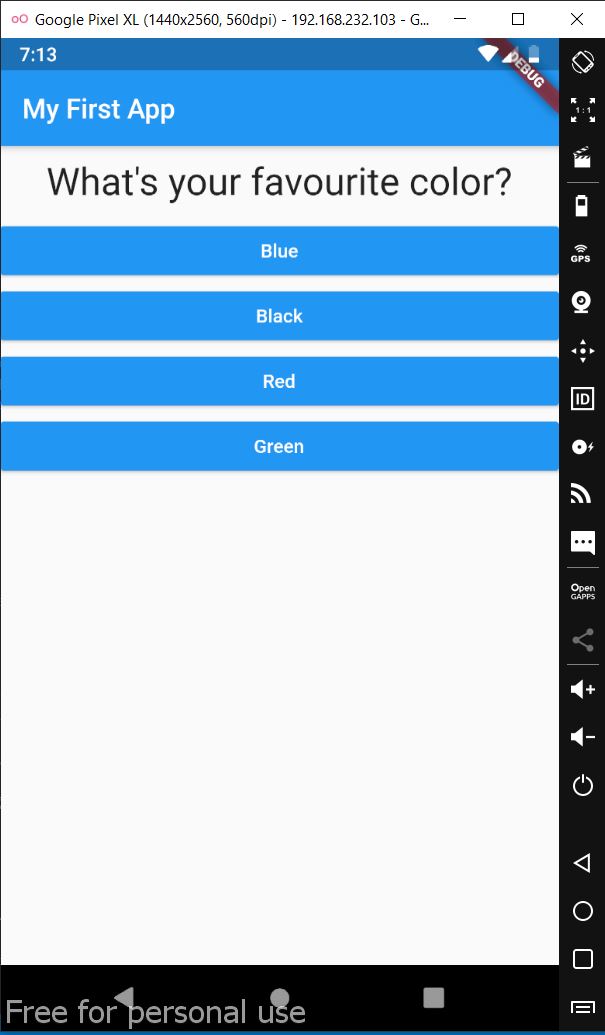 Google Pixel XL (1440x2560, 560dpi) - 192.168.232.103 - G...
7:13
DEBUG
My First App
What's your favourite color?
Blue
Black
Red
Green
1:1
GPS
ID
Open
GAPPS
Free for personal use